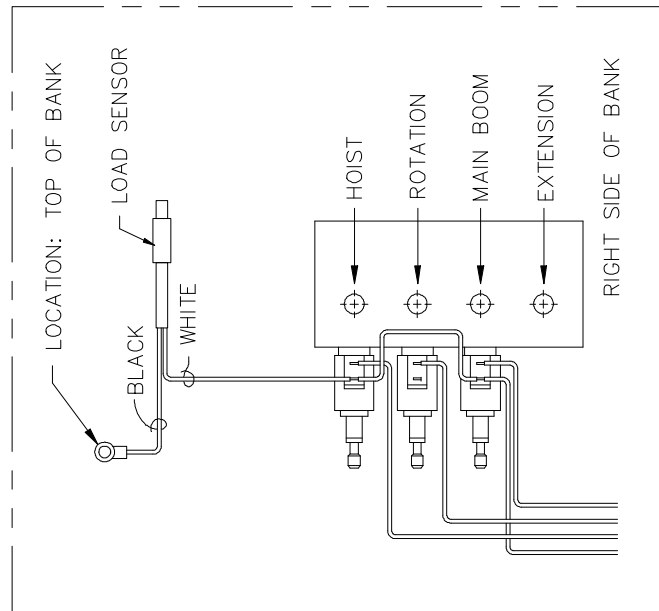 LOCATION: TOP OF BANK
LOAD SENSOR
BLACK
WHITE
HOIST
ROTATION
MAIN BOOM
EXTENSION
RIGHT SIDE OF BANK